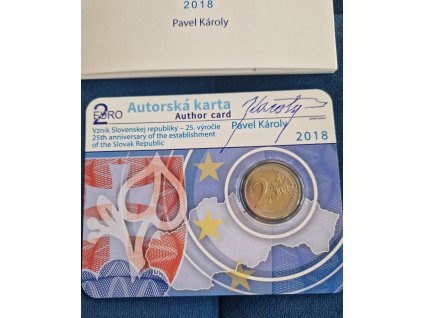 2018
Pavel Károly
2 EURO
Autorská karta
Author card
Vznik Slovenskej republiky – 25. výročie
25th anniversary of the establishment
of the Slovak Republic
Károly
Pavel Károly
2018
2 EURO